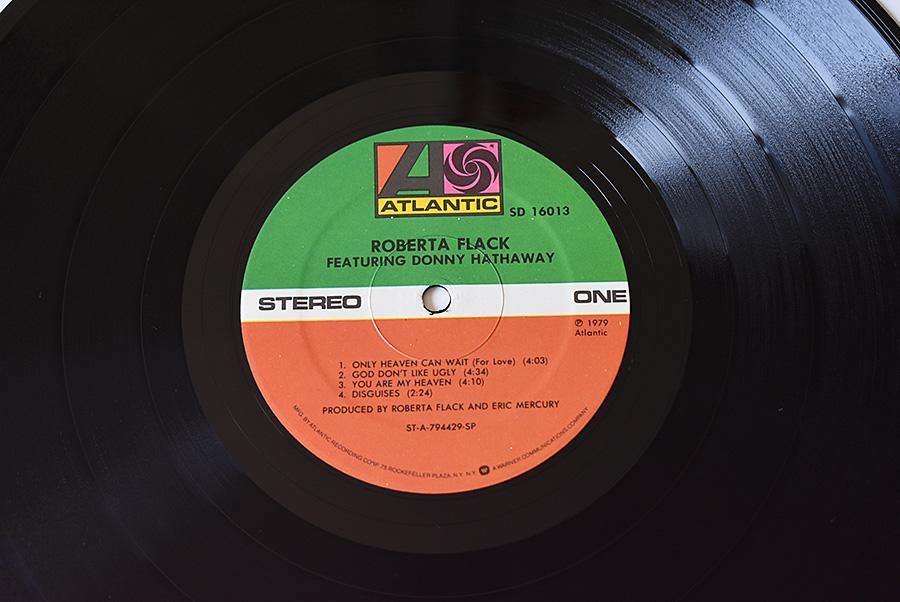 ATLANTIC
SD 16013
ROBERTA FLACK
FEATURING DONNY HATHAWAY
STEREO
ONE
℗ 1979
Atlantic
1. ONLY HEAVEN CAN WAIT (For Love) (4:03)
2. GOD DON'T LIKE UGLY (4:34)
3. YOU ARE MY HEAVEN (4:10)
4. DISGUISES (2:24)
PRODUCED BY ROBERTA FLACK AND ERIC MERCURY
ST-A-794429-SP
MFG. BY ATLANTIC RECORDING CORP. 75 ROCKEFELLER PLAZA, N.Y. N.Y. A WARNER COMMUNICATIONS COMPANY